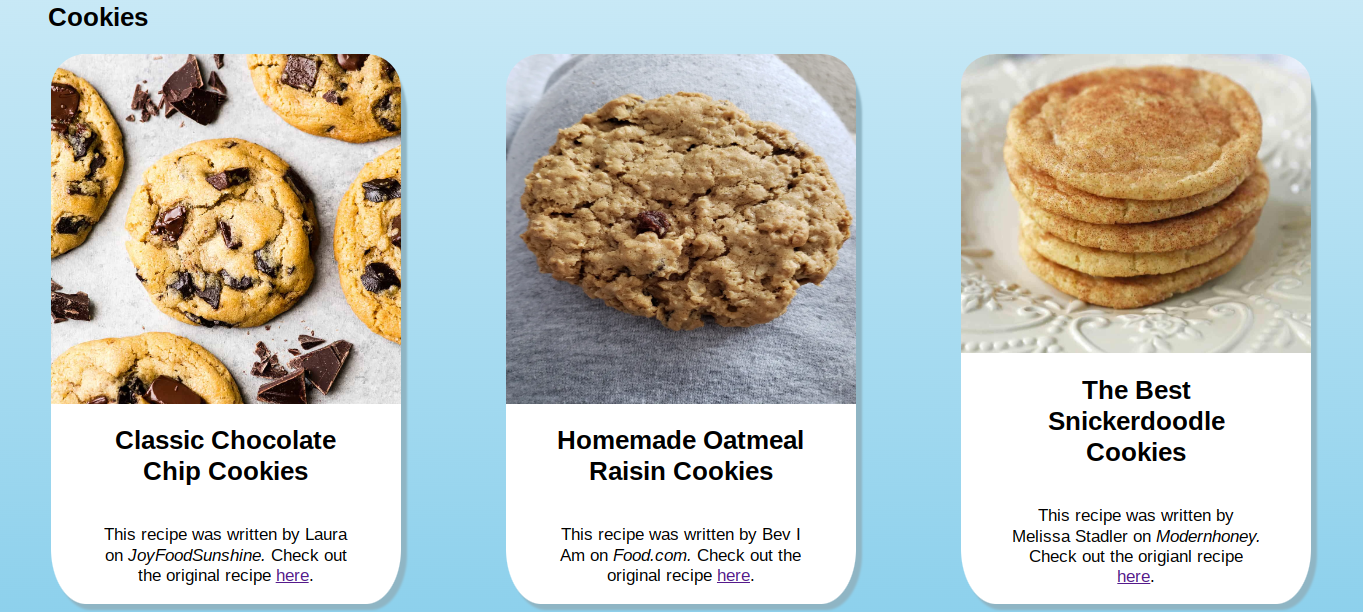 Cookies
Classic Chocolate
Chip Cookies
This recipe was written by Laura
on JoyFoodSunshine. Check out
the original recipe here.
Homemade Oatmeal
Raisin Cookies
This recipe was written by Bev I
Am on Food.com. Check out the
original recipe here.
The Best
Snickerdoodle
Cookies
This recipe was written by
Melissa Stadler on Modernhoney.
Check out the origianl recipe
here.